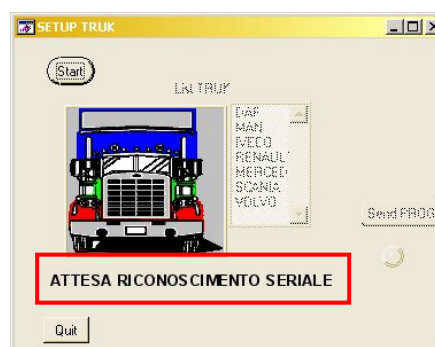 SETUP TRUK
Start
List TRUK
DAF
MAN
IVECO
RENAULT
MERCED
SCANIA
VOLVO
Send PROG
ATTESA RICONOSCIMENTO SERIALE
Quit